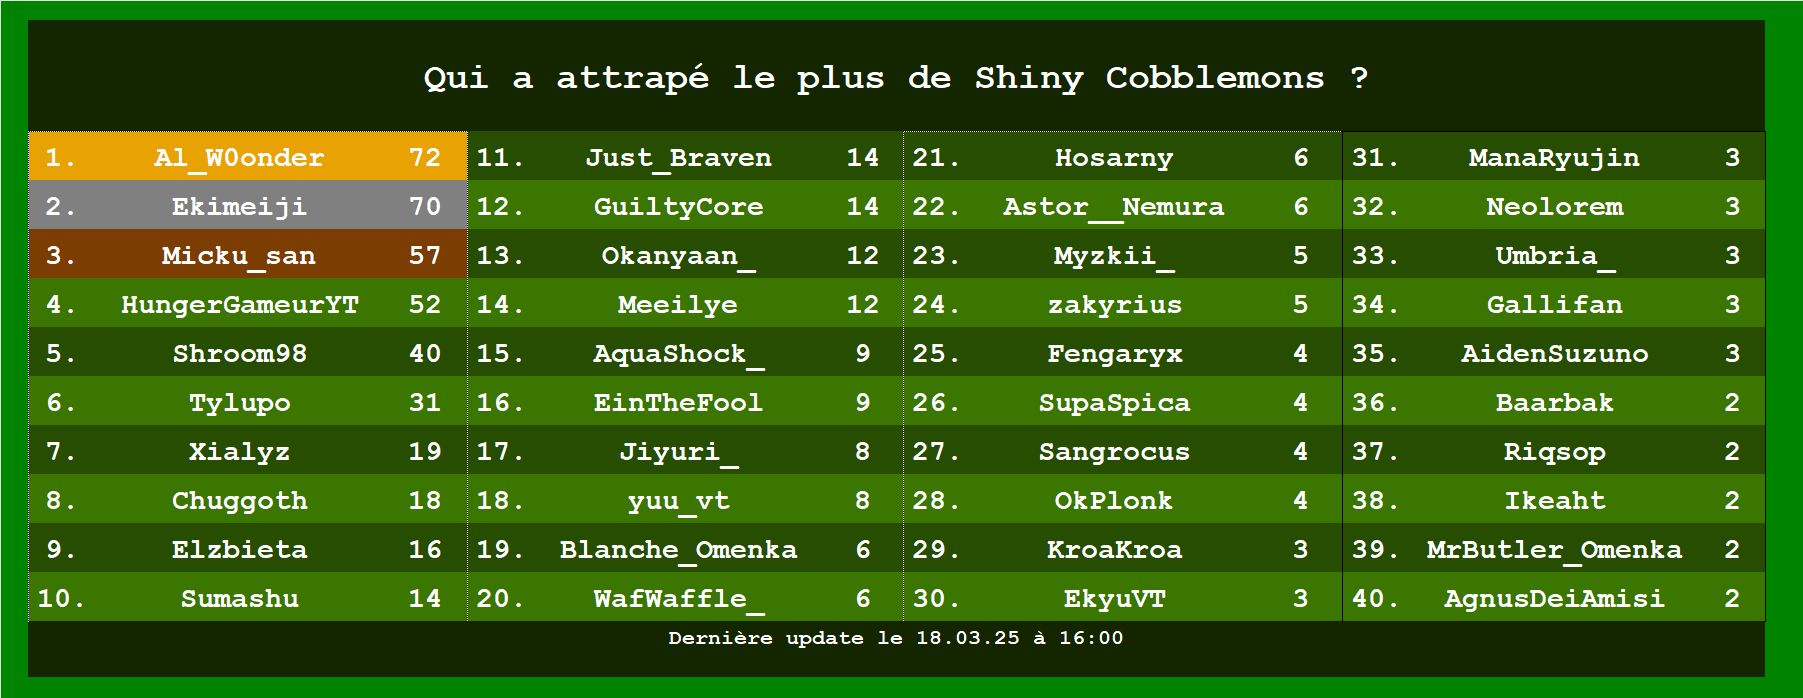 Qui a attrapé le plus de Shiny Cobblemons ?
1. Al_W0onder 72
2. Ekimeiji 70
3. Micku_san 57
4. HungerGameurYT 52
5. Shroom98 40
6. Tylupo 31
7. Xialyz 19
8. Chuggoth 18
9. Elzbieta 16
10. Sumashu 14
11. Just_Braven 14
12. GuiltyCore 14
13. Okanyaan_ 12
14. Meeilye 12
15. AquaShock_ 9
16. EinTheFool 9
17. Jiyuri_ 8
18. yuu_vt 8
19. Blanche_Omenka 6
20. WafWaffle_ 6
21. Hosarny 6
22. Astor__Nemura 6
23. Myzkii_ 5
24. zakyrius 5
25. Fengaryx 4
26. SupaSpica 4
27. Sangrocus 4
28. OkPlonk 4
29. KroaKroa 3
30. EkyuVT 3
31. ManaRyujin 3
32. Neolorem 3
33. Umbria_ 3
34. Gallifan 3
35. AidenSuzuno 3
36. Baarbak 2
37. Riqsop 2
38. Ikeaht 2
39. MrButler_Omenka 2
40. AgnusDeiAmisi 2
Dernière update le 18.03.25 à 16:00